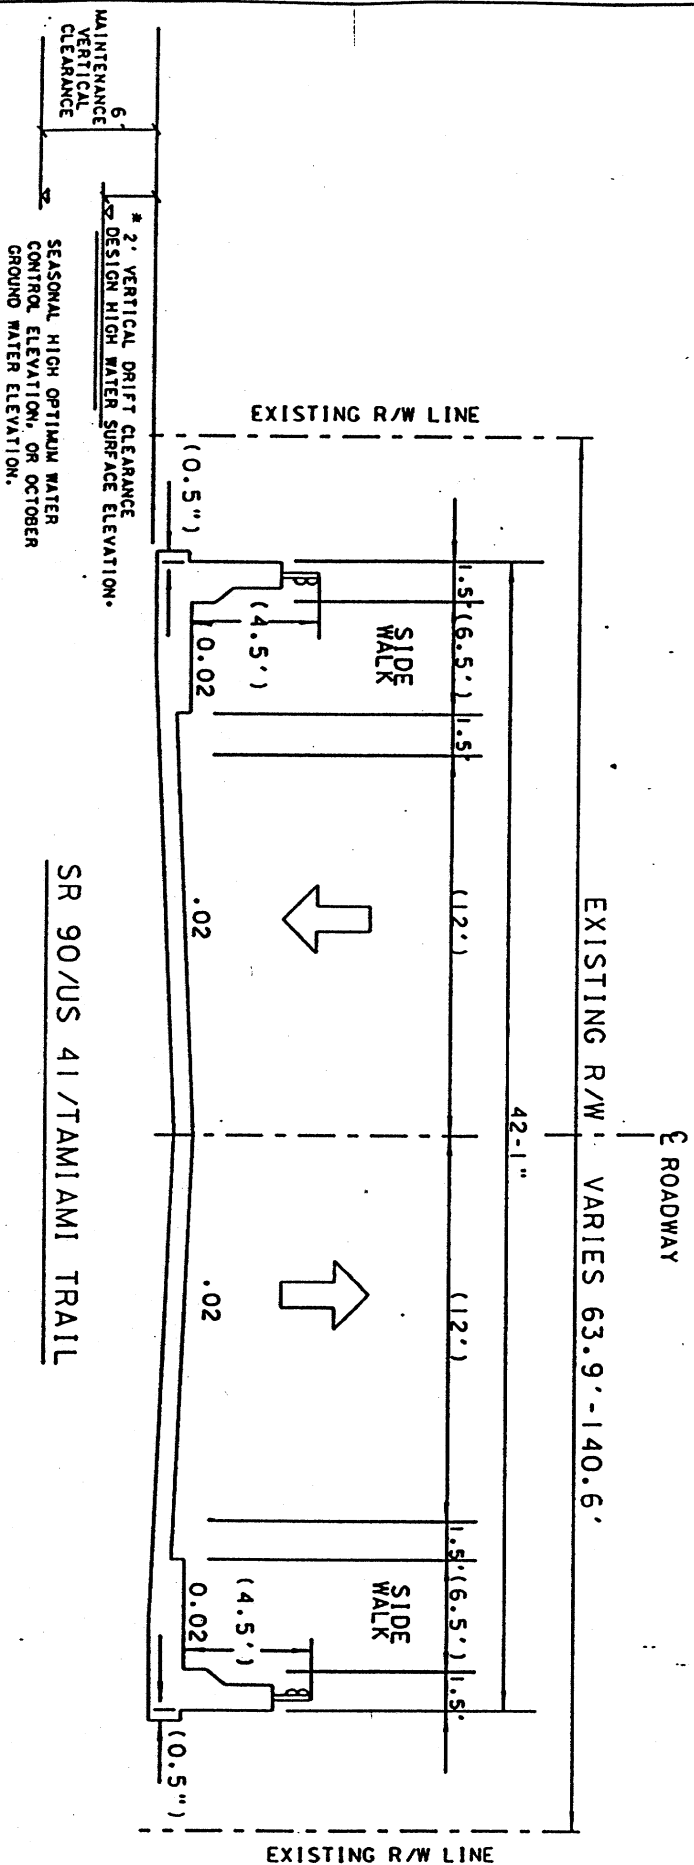 ℄ ROADWAY
EXISTING R/W VARIES 63.9'-140.6'
42-1"
EXISTING R/W LINE
EXISTING R/W LINE
1.5' (6.5') 1.5' (12') (12') 1.5' (6.5') 1.5'
SIDE
WALK
SIDE
WALK
(4.5')
(4.5')
0.02
.02
.02
0.02
(0.5")
(0.5")
* 2' VERTICAL DRIFT CLEARANCE
DESIGN HIGH WATER SURFACE ELEVATION.
6'
MAINTENANCE
VERTICAL
CLEARANCE
SEASONAL HIGH OPTIMUM WATER
CONTROL ELEVATION, OR OCTOBER
GROUND WATER ELEVATION.
SR 90/US 41/TAMIAMI TRAIL